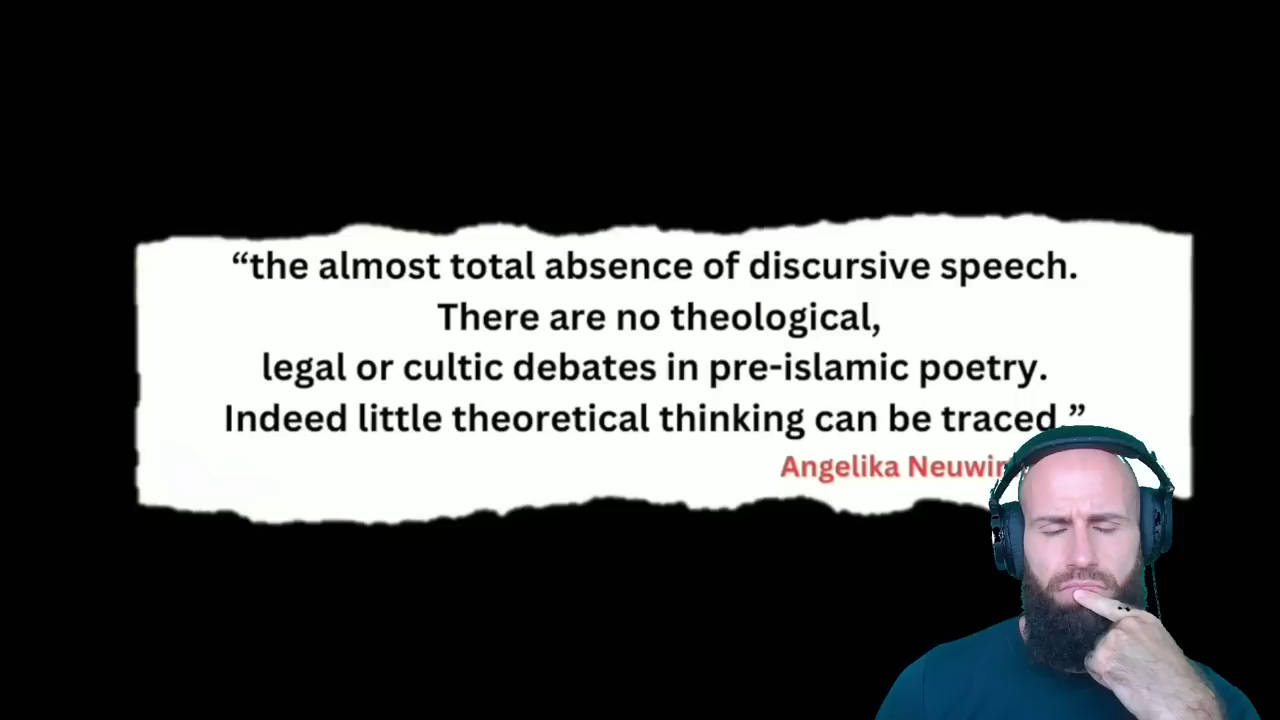 “the almost total absence of discursive speech.
There are no theological,
legal or cultic debates in pre-islamic poetry.
Indeed little theoretical thinking can be traced.”
Angelika